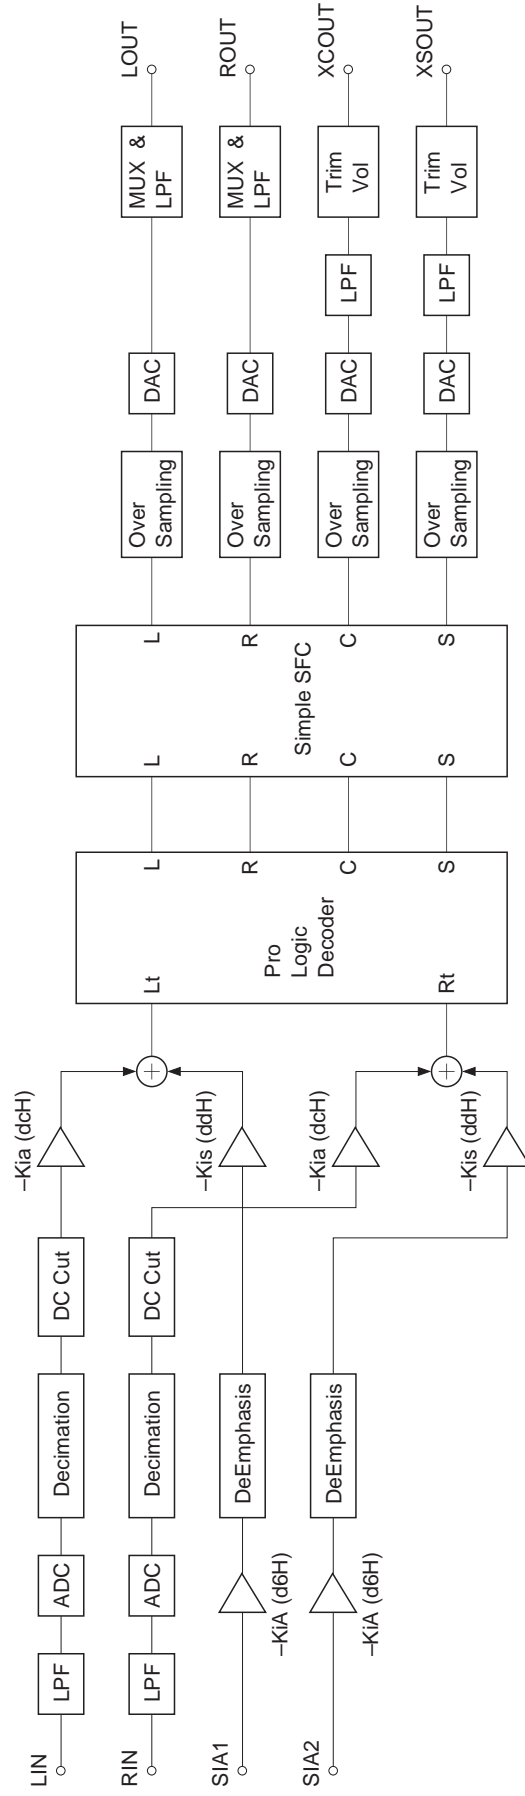 LIN
LPF
ADC
Decimation
DC Cut
–Kia (dcH)
RIN
LPF
ADC
Decimation
DC Cut
–Kis (ddH)
SIA1
–KiA (d6H)
DeEmphasis
–Kia (dcH)
SIA2
–KiA (d6H)
DeEmphasis
–Kis (ddH)
Lt
Rt
Pro
Logic
Decoder
L
R
C
S
L
R
C
S
Simple SFC
L
R
C
S
Over
Sampling
DAC
MUX &
LPF
LOUT
Over
Sampling
DAC
MUX &
LPF
ROUT
Over
Sampling
DAC
LPF
Trim
Vol
XCOUT
Over
Sampling
DAC
LPF
Trim
Vol
XSOUT